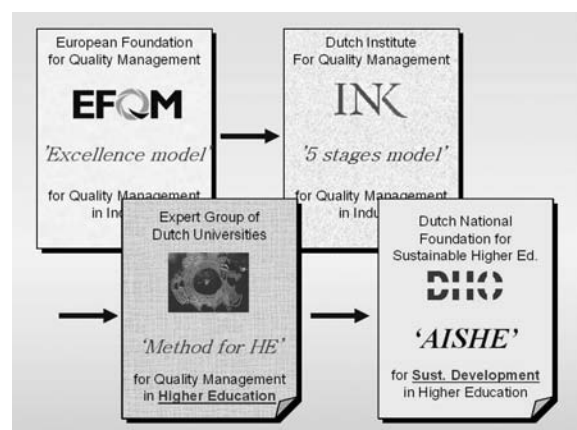 European Foundation
for Quality Management
EFQM
'Excellence model'
for Quality Management
in
Dutch Institute
For Quality Management
INK
'5 stages model'
for Quality Management
in
Expert Group of
Dutch Universities
'Method for HE'
for Quality Management
in Higher Education
Dutch National
Foundation for
Sustainable Higher Ed.
DHO
'AISHE'
for Sust. Development
in Higher Education